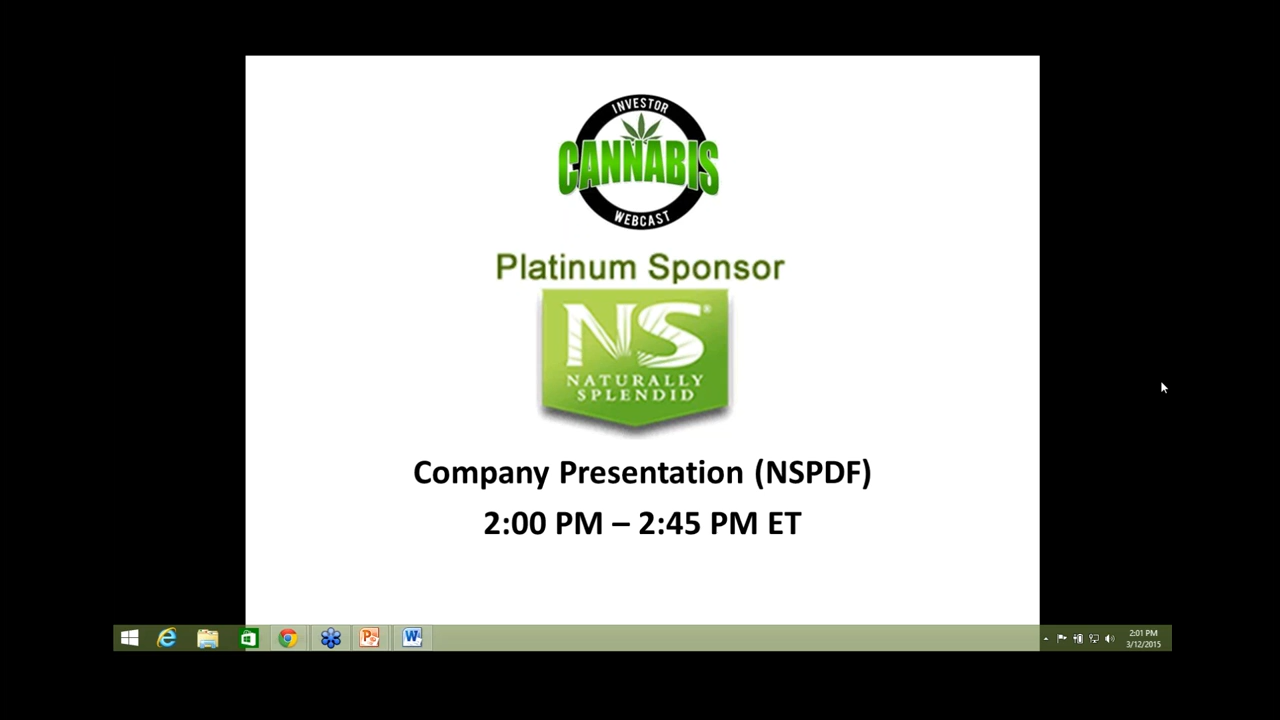 INVESTOR
CANNABIS
WEBCAST
Platinum Sponsor
NS®
NATURALLY
SPLENDID
Company Presentation (NSPDF)
2:00 PM – 2:45 PM ET
2:01 PM
3/12/2015